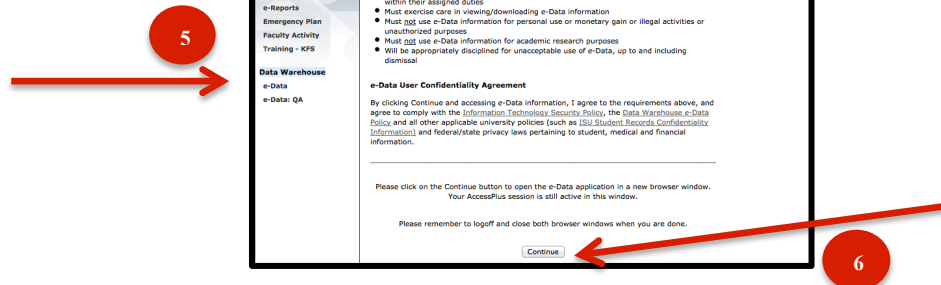 within their assigned duties
e-Reports
Emergency Plan
Faculty Activity
Training - KFS
Data Warehouse
e-Data
e-Data: QA
5
● Must exercise care in viewing/downloading e-Data information
● Must not use e-Data information for personal use or monetary gain or illegal activities or
unauthorized purposes
● Must not use e-Data information for academic research purposes
● Will be appropriately disciplined for unacceptable use of e-Data, up to and including
dismissal
e-Data User Confidentiality Agreement
By clicking Continue and accessing e-Data information, I agree to the requirements above, and
agree to comply with the Information Technology Security Policy, the Data Warehouse e-Data
Policy and all other applicable university policies (such as ISU Student Records Confidentiality
Information) and federal/state privacy laws pertaining to student, medical and financial
information.
Please click on the Continue button to open the e-Data application in a new browser window.
Your AccessPlus session is still active in this window.
Please remember to logoff and close both browser windows when you are done.
Continue
6